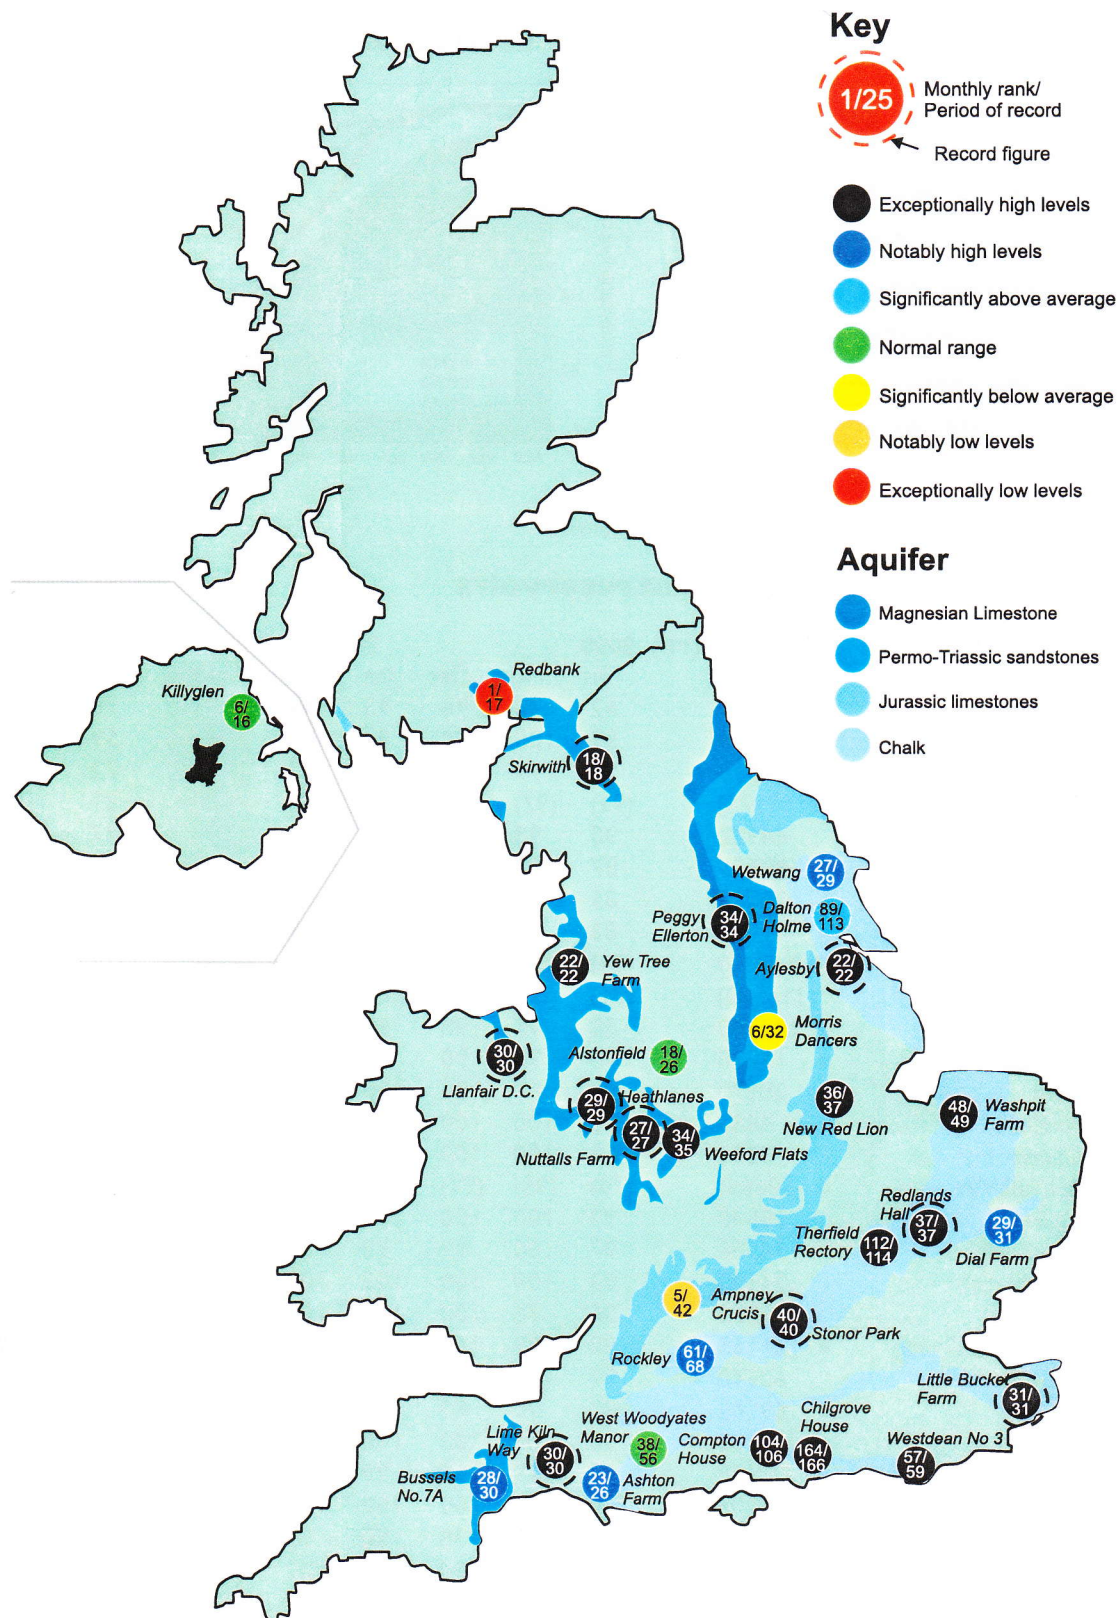 Key
1/25
Monthly rank/
Period of record
Record figure
Exceptionally high levels
Notably high levels
Significantly above average
Normal range
Significantly below average
Notably low levels
Exceptionally low levels
Aquifer
Magnesian Limestone
Permo-Triassic sandstones
Jurassic limestones
Chalk
Redbank
1/
17
Killyglen
6/
16
Skirwith
18/
18
Wetwang
27/
29
Dalton
Holme
89/
113
Peggy
Ellerton
34/
34
Aylesby
22/
22
22/
22
Yew Tree
Farm
6/32
Morris
Dancers
30/
30
Llanfair D.C.
Alstonfield
18/
26
Heathlanes
29/
29
27/
27
Nuttalls Farm
34/
35
Weeford Flats
36/
37
New Red Lion
48/
49
Washpit
Farm
Redlands
Hall
37/
37
29/
31
Dial Farm
Therfield
Rectory
112/
114
5/
42
Ampney
Crucis
40/
40
Stonor Park
Rockley
61/
68
Little Bucket
Farm
31/
31
Chilgrove
House
164/
166
Westdean No 3
57/
59
Compton
House
104/
106
West Woodyates
Manor
38/
56
Lime Kiln
Way
30/
30
Bussels
No.7A
28/
30
23/
26
Ashton
Farm